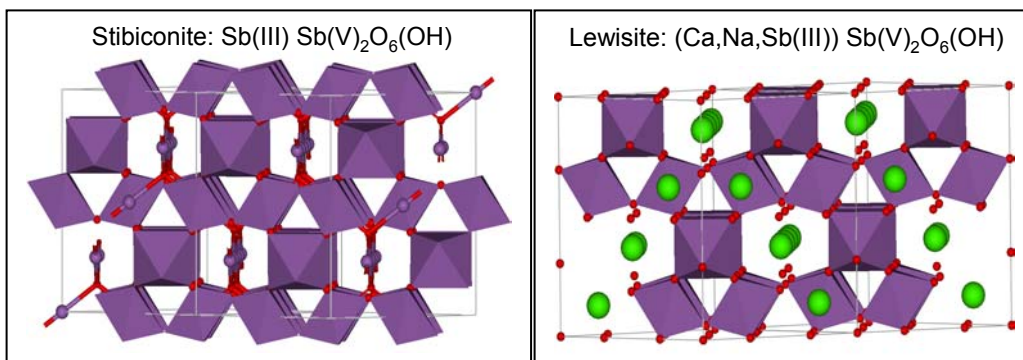 Stibiconite: Sb(III) Sb(V)₂O₆(OH)
Lewisite: (Ca,Na,Sb(III)) Sb(V)₂O₆(OH)